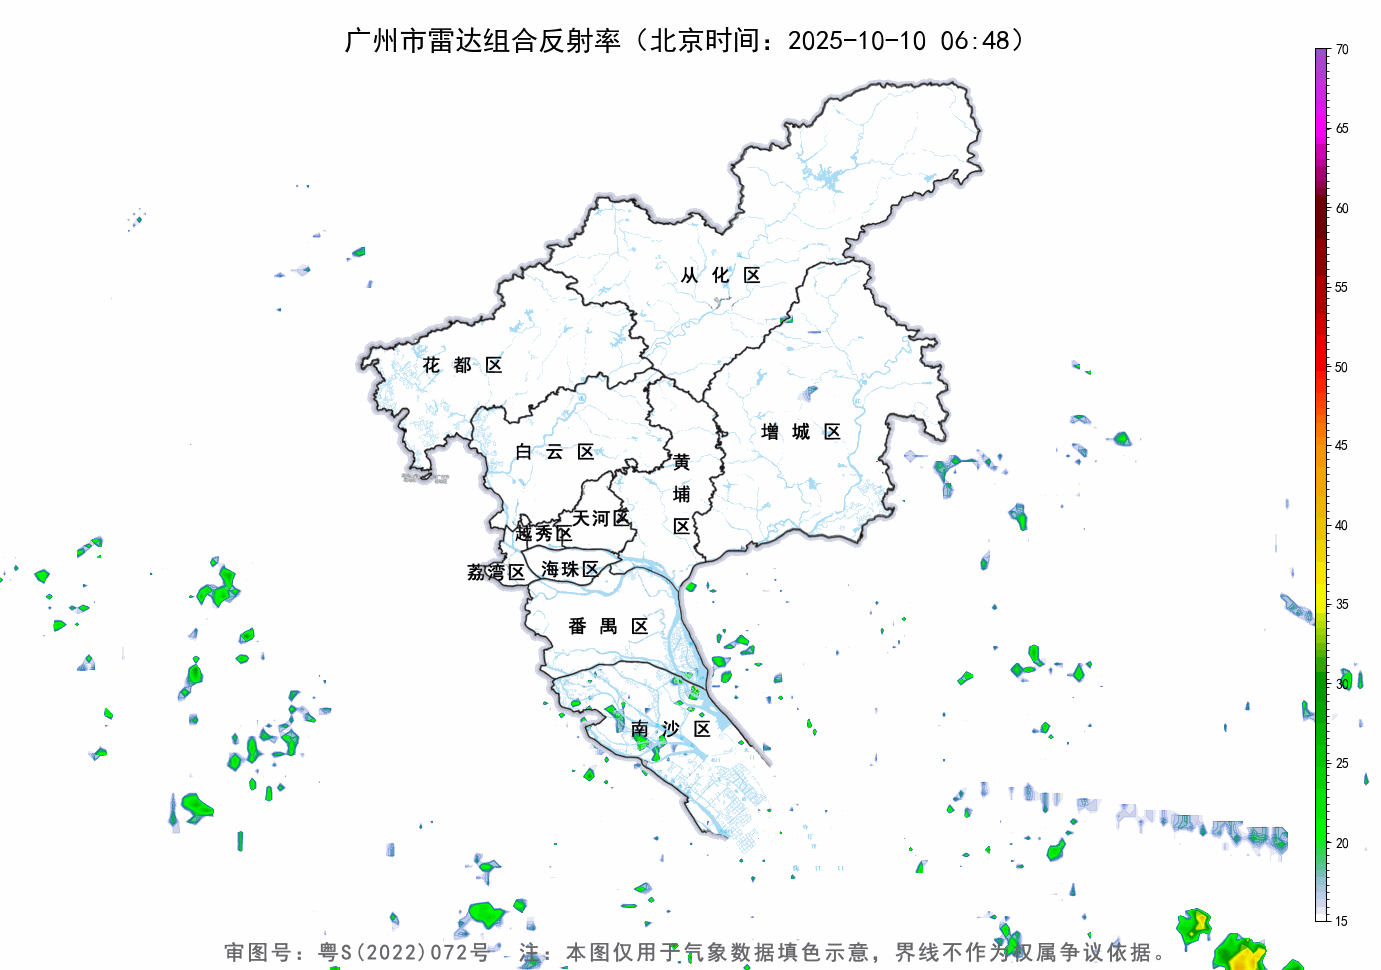 广州市雷达组合反射率（北京时间：2025-10-10 06:48）
70
65
60
55
50
45
40
35
30
25
20
15
从化区
花都区
增城区
白云区
黄埔区
天河区
越秀区
荔湾区
海珠区
番禺区
南沙区
审图号：粤S(2022)072号 注：本图仅用于气象数据填色示意，界线不作为权属争议依据。